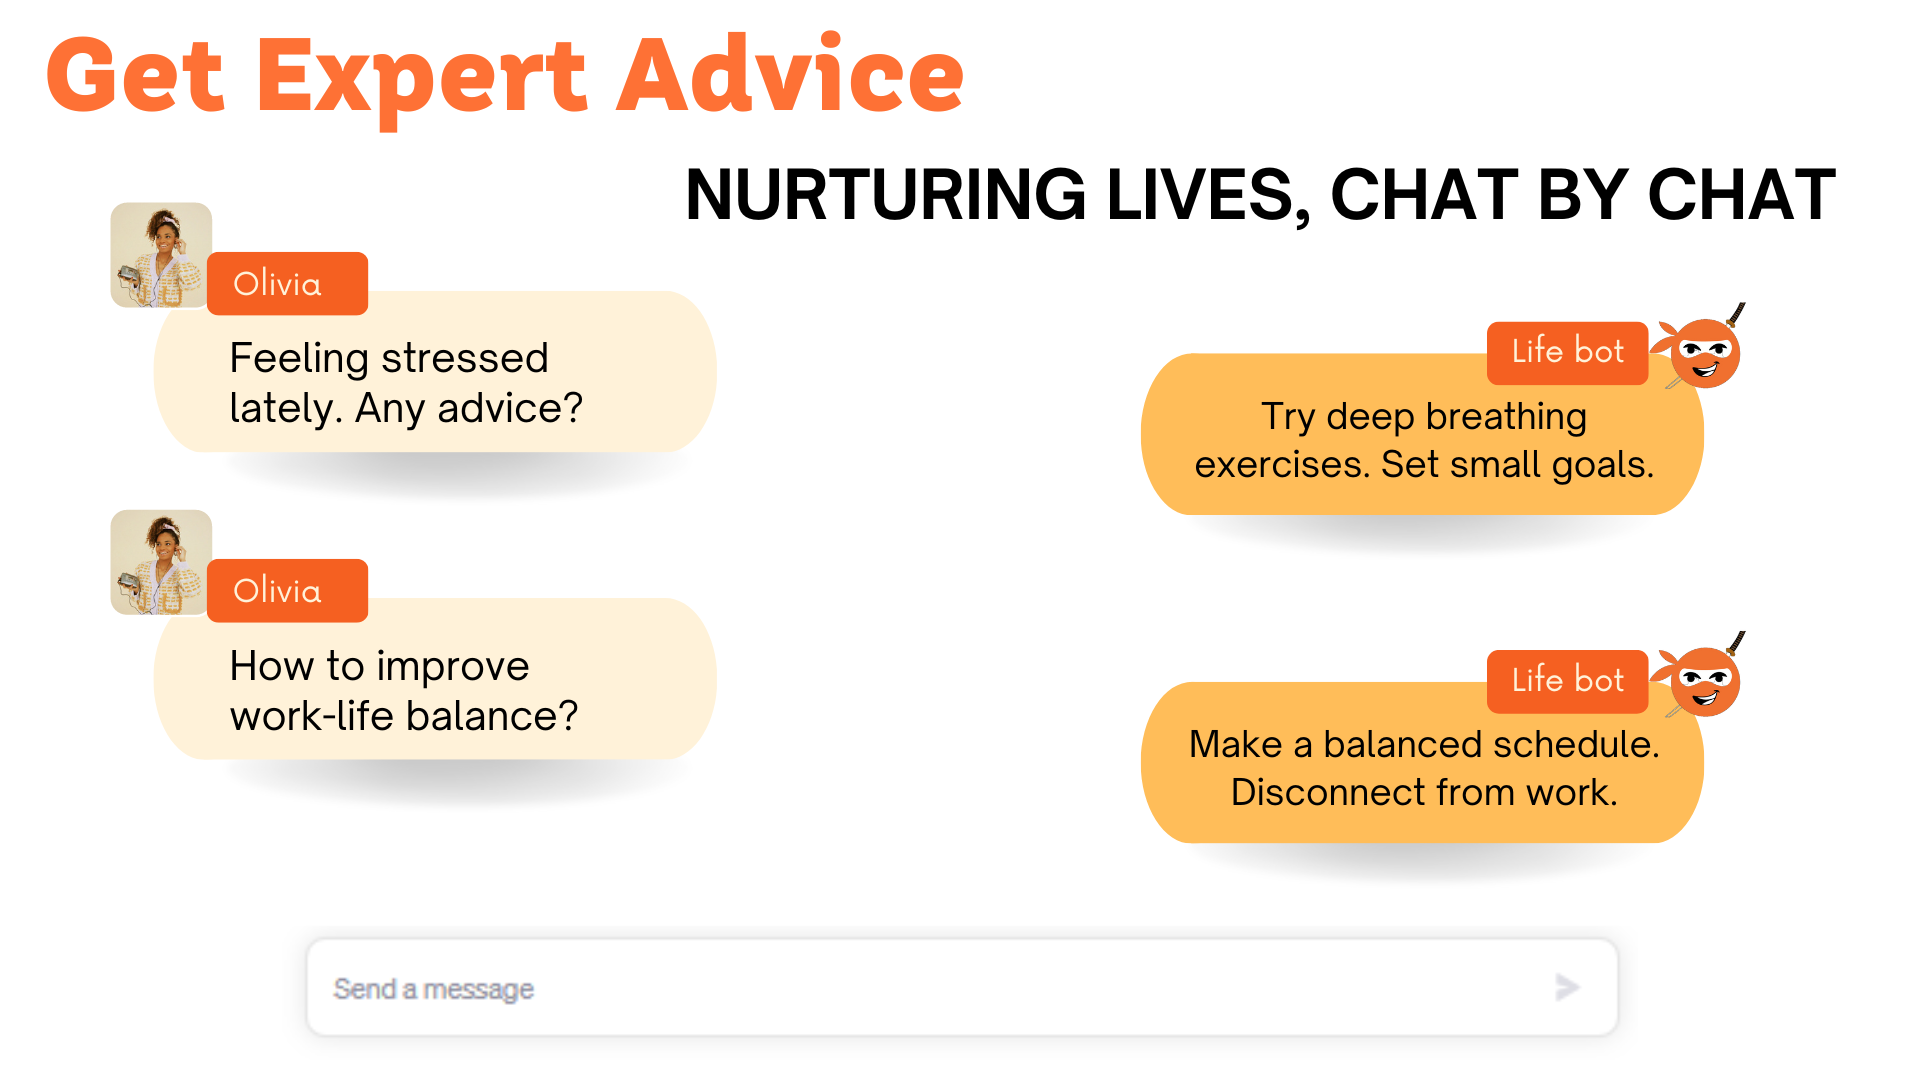 Get Expert Advice
NURTURING LIVES, CHAT BY CHAT
Olivia
Feeling stressed
lately. Any advice?
Life bot
Try deep breathing
exercises. Set small goals.
Olivia
How to improve
work-life balance?
Life bot
Make a balanced schedule.
Disconnect from work.
Send a message